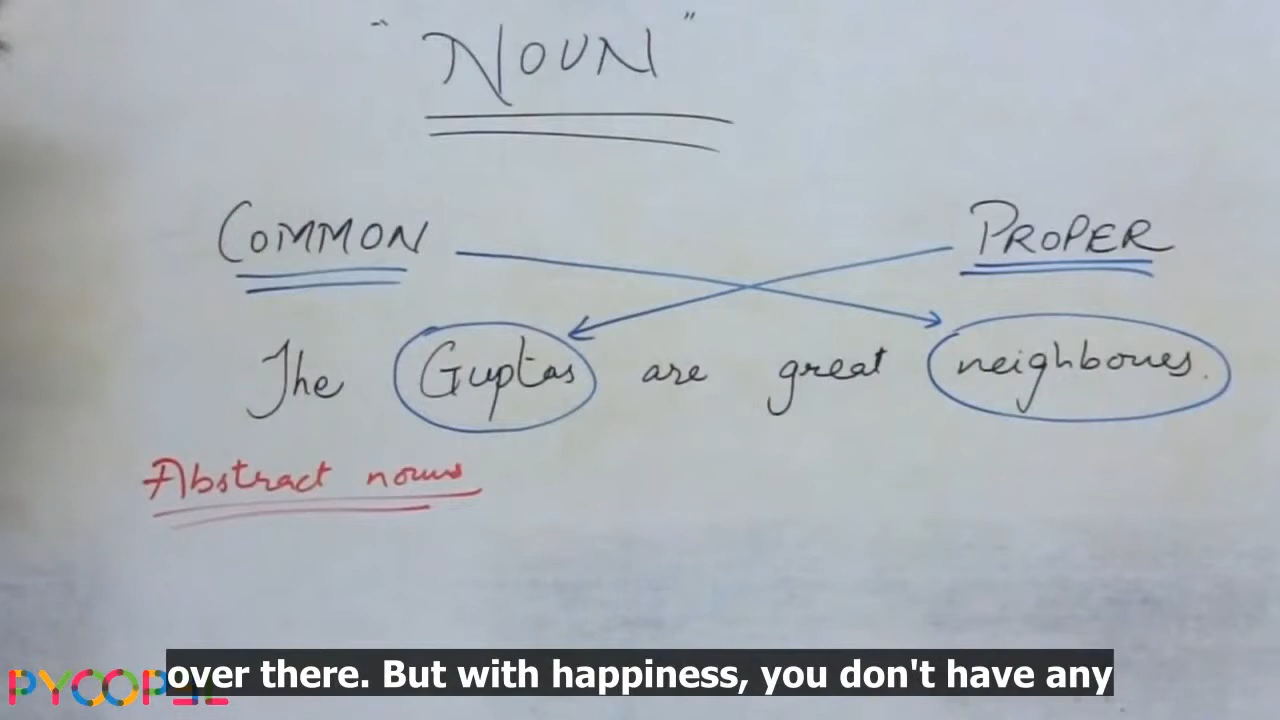 "NOUN"
COMMON PROPER
The Guptas are great neighbours.
Abstract nouns
over there. But with happiness, you don't have any